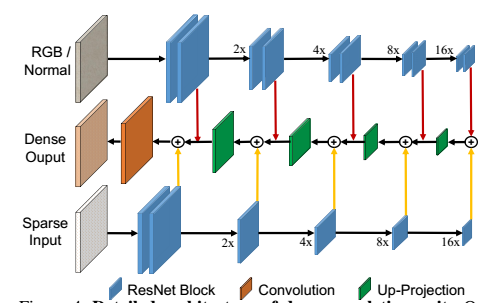 RGB / Normal
2x 4x 8x 16x
Dense Ouput
Sparse Input
2x 4x 8x 16x
ResNet Block Convolution Up-Projection